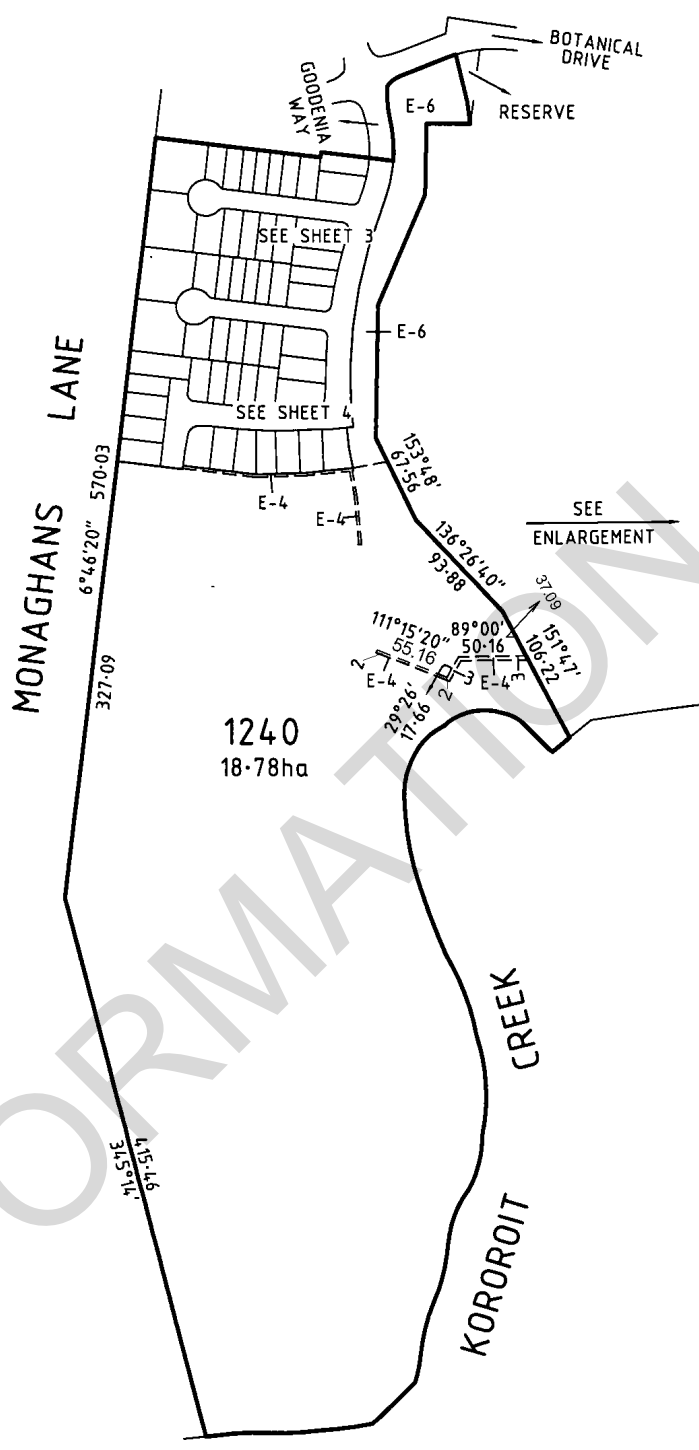 BOTANICAL
DRIVE
GOODENIA
WAY
E-6
RESERVE
SEE SHEET 3
E-6
LANE
SEE SHEET 4
153°48'
67·56
570·03
E-4
E-4
SEE
ENLARGEMENT
136°26'40"
93·88
MONAGHANS
6°46'20"
37.09
111°15'20"
55.16
89°00'
50·16
151°47'
106·22
2
E-4
2
3
E-4
3
29°26'
17·66
327·09
1240
18·78ha
CREEK
415·46
345°14'
KOROROIT
ORMATION